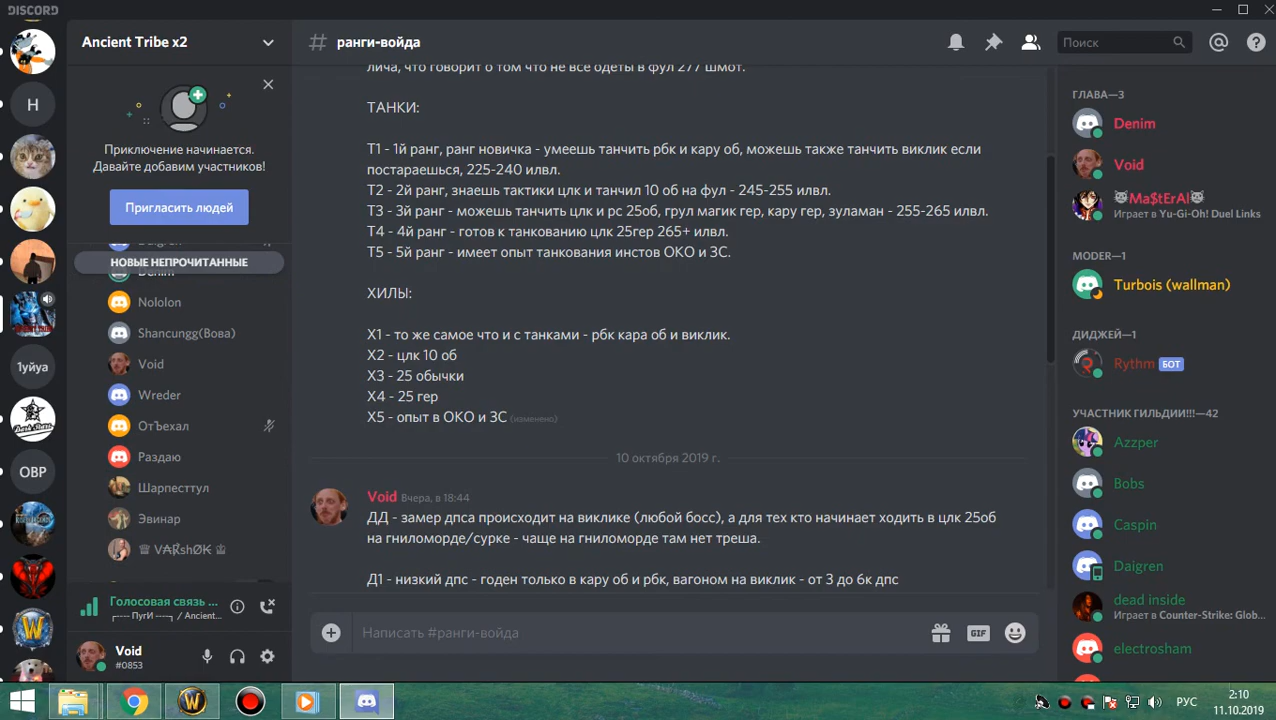 DISCORD
Ancient Tribe x2
Приключение начинается.
Давайте добавим участников!
Пригласить людей
Daigren
НОВЫЕ НЕПРОЧИТАННЫЕ
Denim
Nololon
Shancungg(Вова)
Void
Wreder
ОтЪехал
Раздаю
Шарпесттул
Эвинар
Голосовая связь ...
/ Ancient...
Void
#0853
H
1уйуа
ОВР
# ранги-войда
Поиск
лича, что говорит о том что не все одеты в фул 277 шмот.
ТАНКИ:
Т1 - 1й ранг, ранг новичка - умеешь танчить рбк и кару об, можешь также танчить виклик если
постараешься, 225-240 илвл.
Т2 - 2й ранг, знаешь тактики цлк и танчил 10 об на фул - 245-255 илвл.
Т3 - 3й ранг - можешь танчить цлк и рс 25об, грул магик гер, кару гер, зуламан - 255-265 илвл.
Т4 - 4й ранг - готов к танкованию цлк 25гер 265+ илвл.
Т5 - 5й ранг - имеет опыт танкования инстов ОКО и ЗС.
ХИЛЫ:
Х1 - то же самое что и с танками - рбк кара об и виклик.
Х2 - цлк 10 об
Х3 - 25 обычки
Х4 - 25 гер
Х5 - опыт в ОКО и ЗС (изменено)
10 октября 2019 г.
Void Вчера, в 18:44
ДД - замер дпса происходит на виклике (любой босс), а для тех кто начинает ходить в цлк 25об
на гниломорде/сурке - чаще на гниломорде там нет треша.
Д1 - низкий дпс - годен только в кару об и рбк, вагоном на виклик - от 3 до 6к дпс
Написать #ранги-войда
GIF
ГЛАВА—3
Denim
Void
Ma$tErAl
Играет в Yu-Gi-Oh! Duel Links
MODER—1
Turbois (wallman)
ДИДЖЕЙ—1
Rythm БОТ
УЧАСТНИК ГИЛЬДИИ!!!—42
Azzper
Bobs
Caspin
Daigren
dead inside
Играет в Counter-Strike: Glob...
electrosham
РУС
2:10
11.10.2019